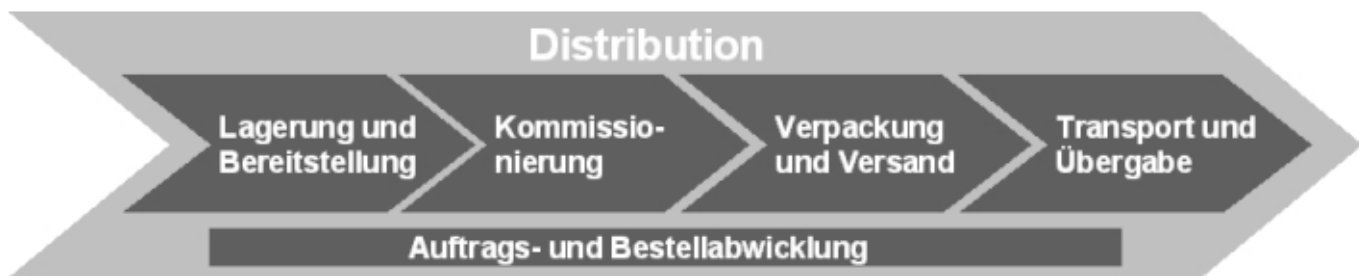 Distribution
Lagerung und
Bereitstellung
Kommissio-
nierung
Verpackung
und Versand
Transport und
Übergabe
Auftrags- und Bestellabwicklung